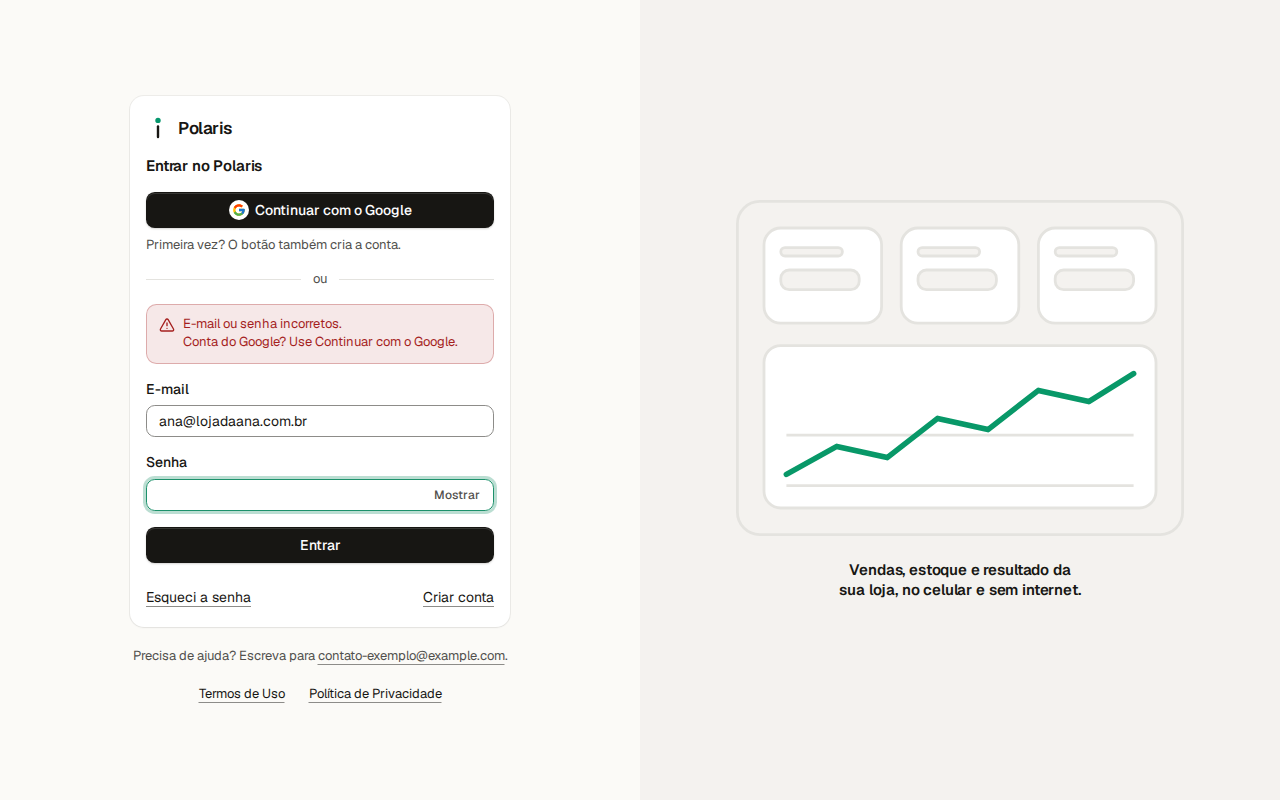 Polaris
Entrar no Polaris
Continuar com o Google
Primeira vez? O botão também cria a conta.
ou
E-mail ou senha incorretos.
Conta do Google? Use Continuar com o Google.
E-mail
ana@lojadaana.com.br
Senha
Mostrar
Entrar
Esqueci a senha
Criar conta
Precisa de ajuda? Escreva para contato-exemplo@example.com.
Termos de Uso
Política de Privacidade
Vendas, estoque e resultado da
sua loja, no celular e sem internet.